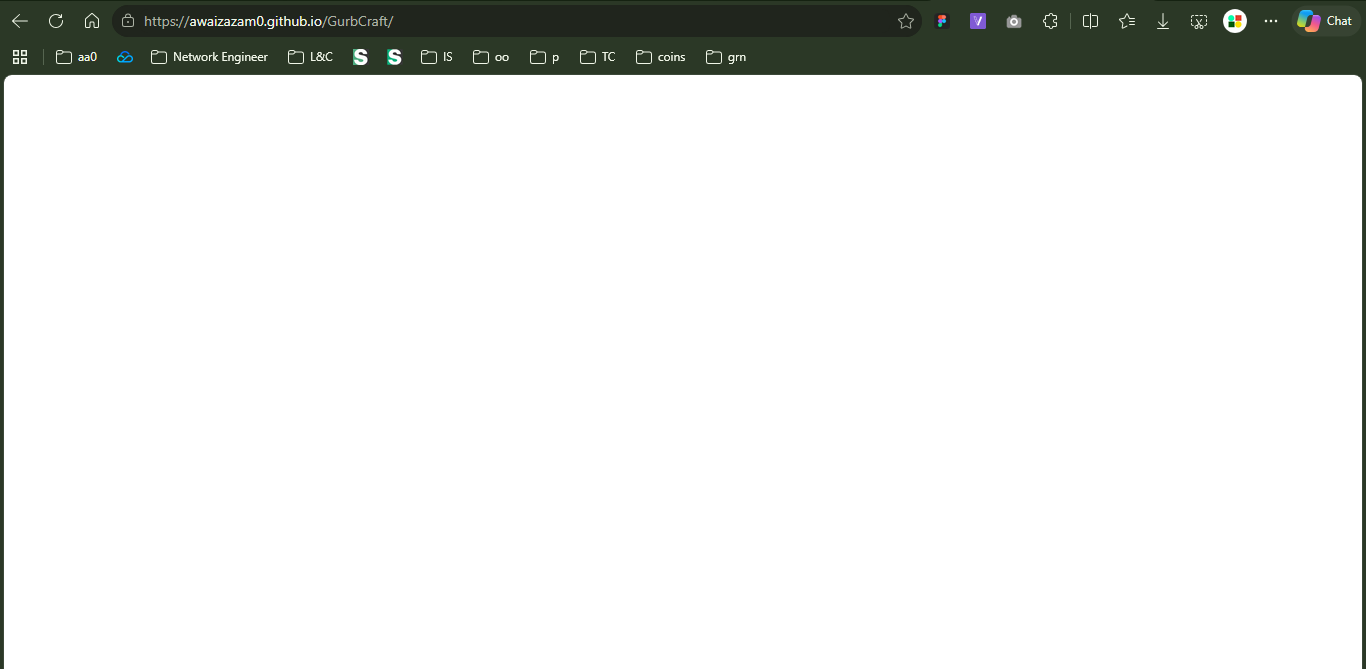 https://awaizazam0.github.io/GurbCraft/
Chat
aa0 Network Engineer L&C S S IS oo p TC coins grn